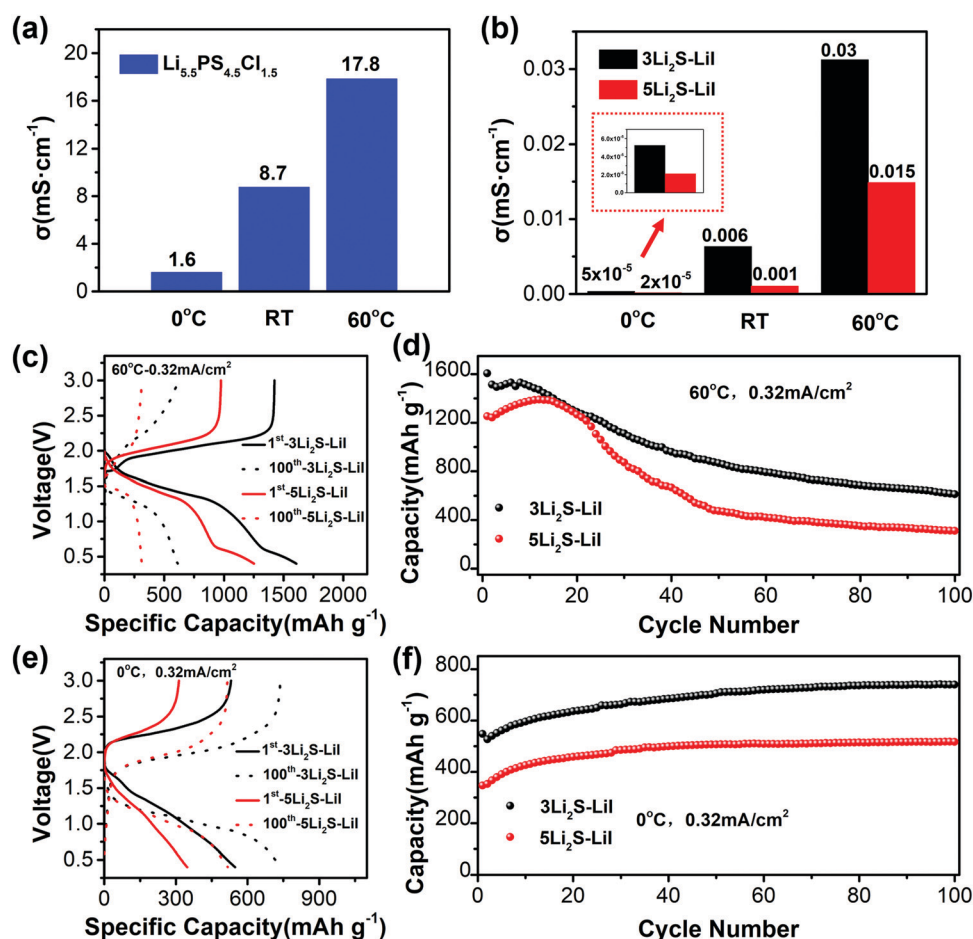 (a)
Li5.5PS4.5Cl1.5
σ(mS·cm-1)
20
16
12
8
4
0
1.6
8.7
17.8
0°C
RT
60°C
(b)
3Li2S-LiI
5Li2S-LiI
σ(mS·cm-1)
0.03
0.02
0.01
0.00
0.03
0.015
0.006
0.001
5x10-5
2x10-5
4.0x10-5
2.0x10-5
0.0
0°C
RT
60°C
(c)
60°C-0.32mA/cm2
Voltage(V)
3.0
2.5
2.0
1.5
1.0
0.5
1st-3Li2S-LiI
100th-3Li2S-LiI
1st-5Li2S-LiI
100th-5Li2S-LiI
0 500 1000 1500 2000
Specific Capacity(mAh g-1)
(d)
60°C, 0.32mA/cm2
Capacity(mAh g-1)
1600
1200
800
400
0
3Li2S-LiI
5Li2S-LiI
0 20 40 60 80 100
Cycle Number
(e)
0°C, 0.32mA/cm2
Voltage(V)
3.0
2.5
2.0
1.5
1.0
0.5
1st-3Li2S-LiI
100th-3Li2S-LiI
1st-5Li2S-LiI
100th-5Li2S-LiI
0 300 600 900
Specific Capacity(mAh g-1)
(f)
Capacity(mAh g-1)
800
600
400
200
0
3Li2S-LiI
5Li2S-LiI
0°C, 0.32mA/cm2
0 20 40 60 80 100
Cycle Number